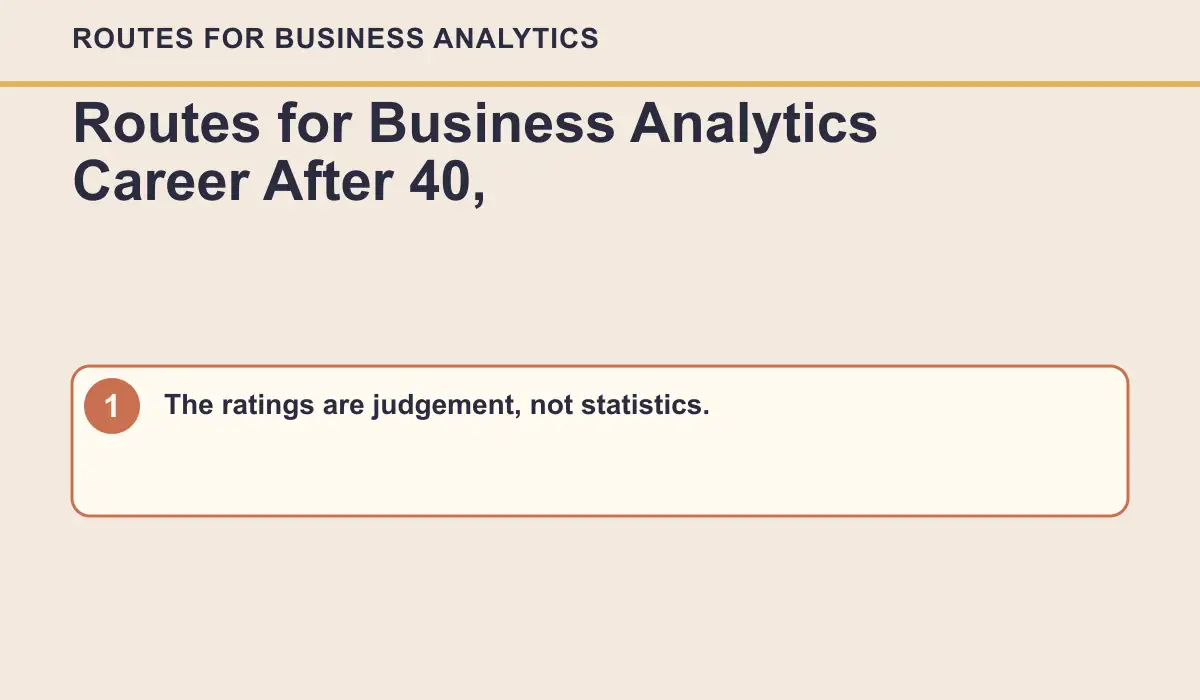 ROUTES FOR BUSINESS ANALYTICS
Routes for Business Analytics
Career After 40,
1
The ratings are judgement, not statistics.